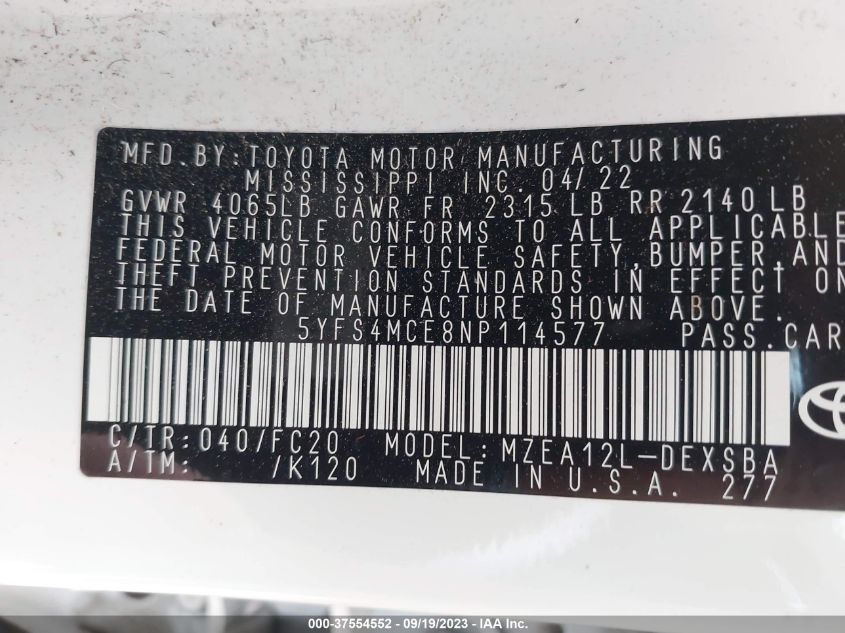 MFD.BY:TOYOTA MOTOR MANUFACTURING
MISSISSIPPI INC. 04/22
GVWR 4065LB GAWR FR 2315 LB RR 2140 LB
THIS VEHICLE CONFORMS TO ALL APPLICABLE
FEDERAL MOTOR VEHICLE SAFETY, BUMPER, AND
THEFT PREVENTION STANDARDS IN EFFECT ON
THE DATE OF MANUFACTURE SHOWN ABOVE.
5YFS4MCE8NP114577 PASS.CAR
C/TR:040/FC20 MODEL:MZEA12L-DEXSBA
A/TM: /K120 MADE IN U.S.A. 277
000-37554552 - 09/19/2023 - IAA Inc.